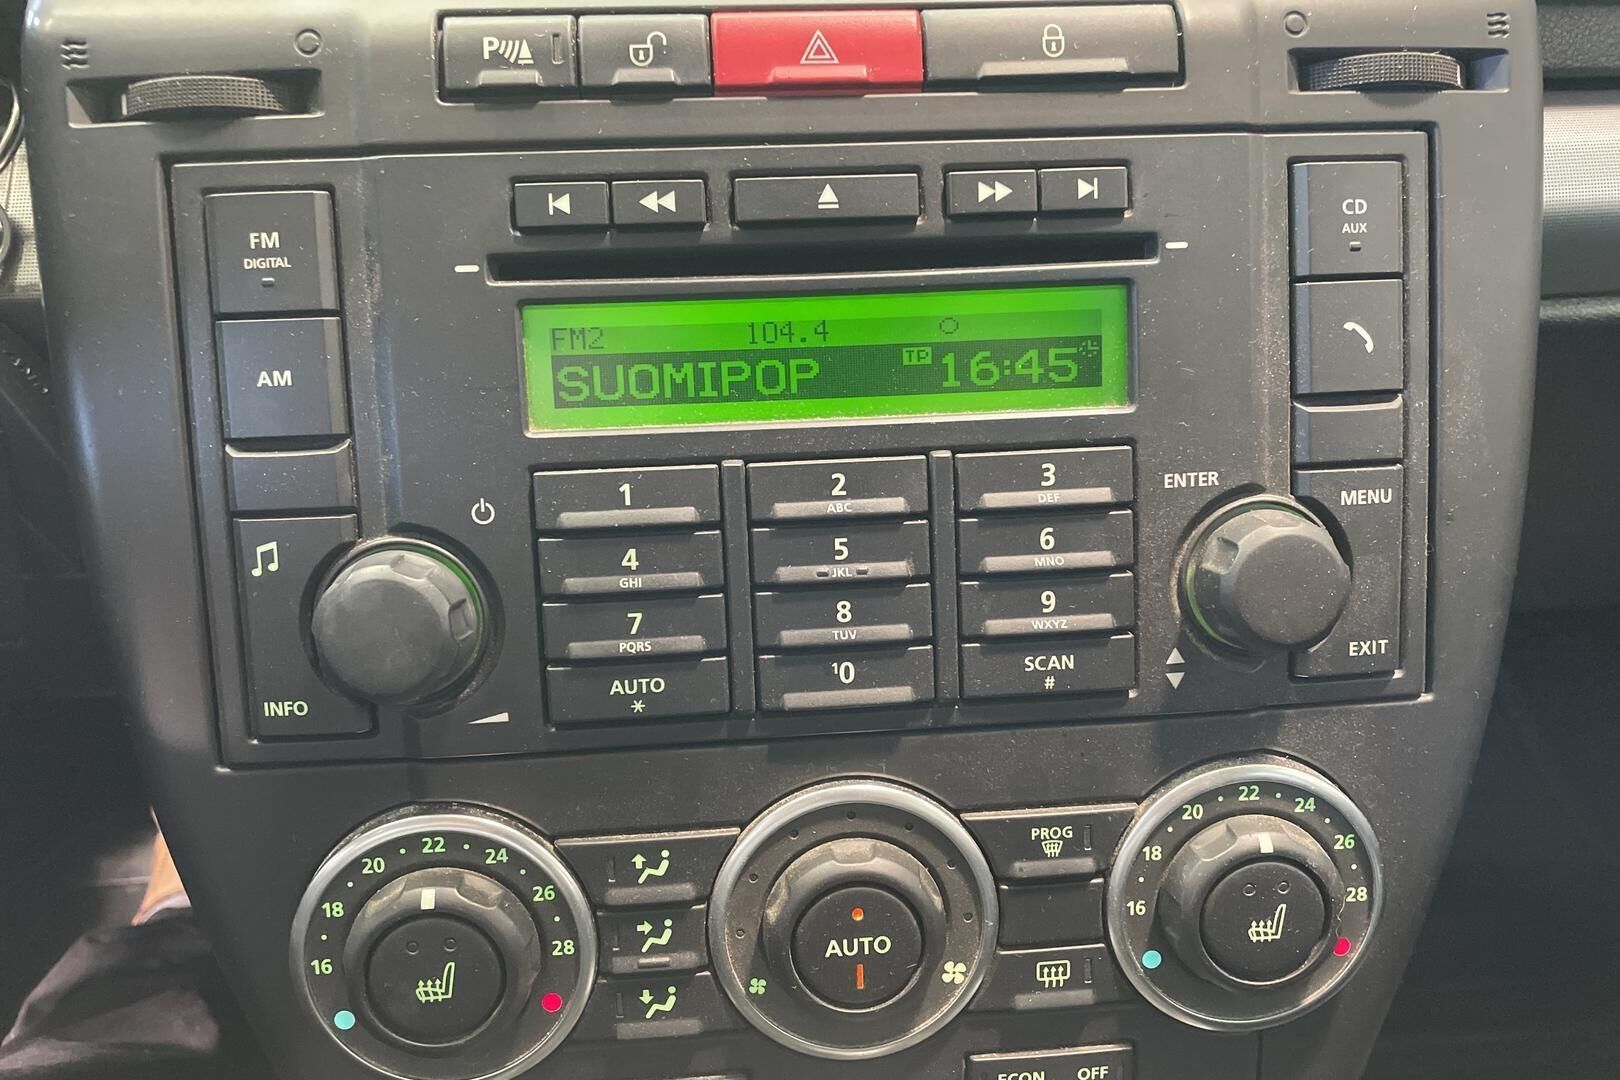 P
FM
DIGITAL
AM
INFO
CD
AUX
MENU
EXIT
ENTER
FM2 104.4
SUOMIPOP TP 16:45
1
2 ABC
3 DEF
4 GHI
5 JKL
6 MNO
7 PQRS
8 TUV
9 WXYZ
AUTO *
10
SCAN #
16 18 20 22 24 26 28
AUTO
PROG
16 18 20 22 24 26 28
ECON OFF